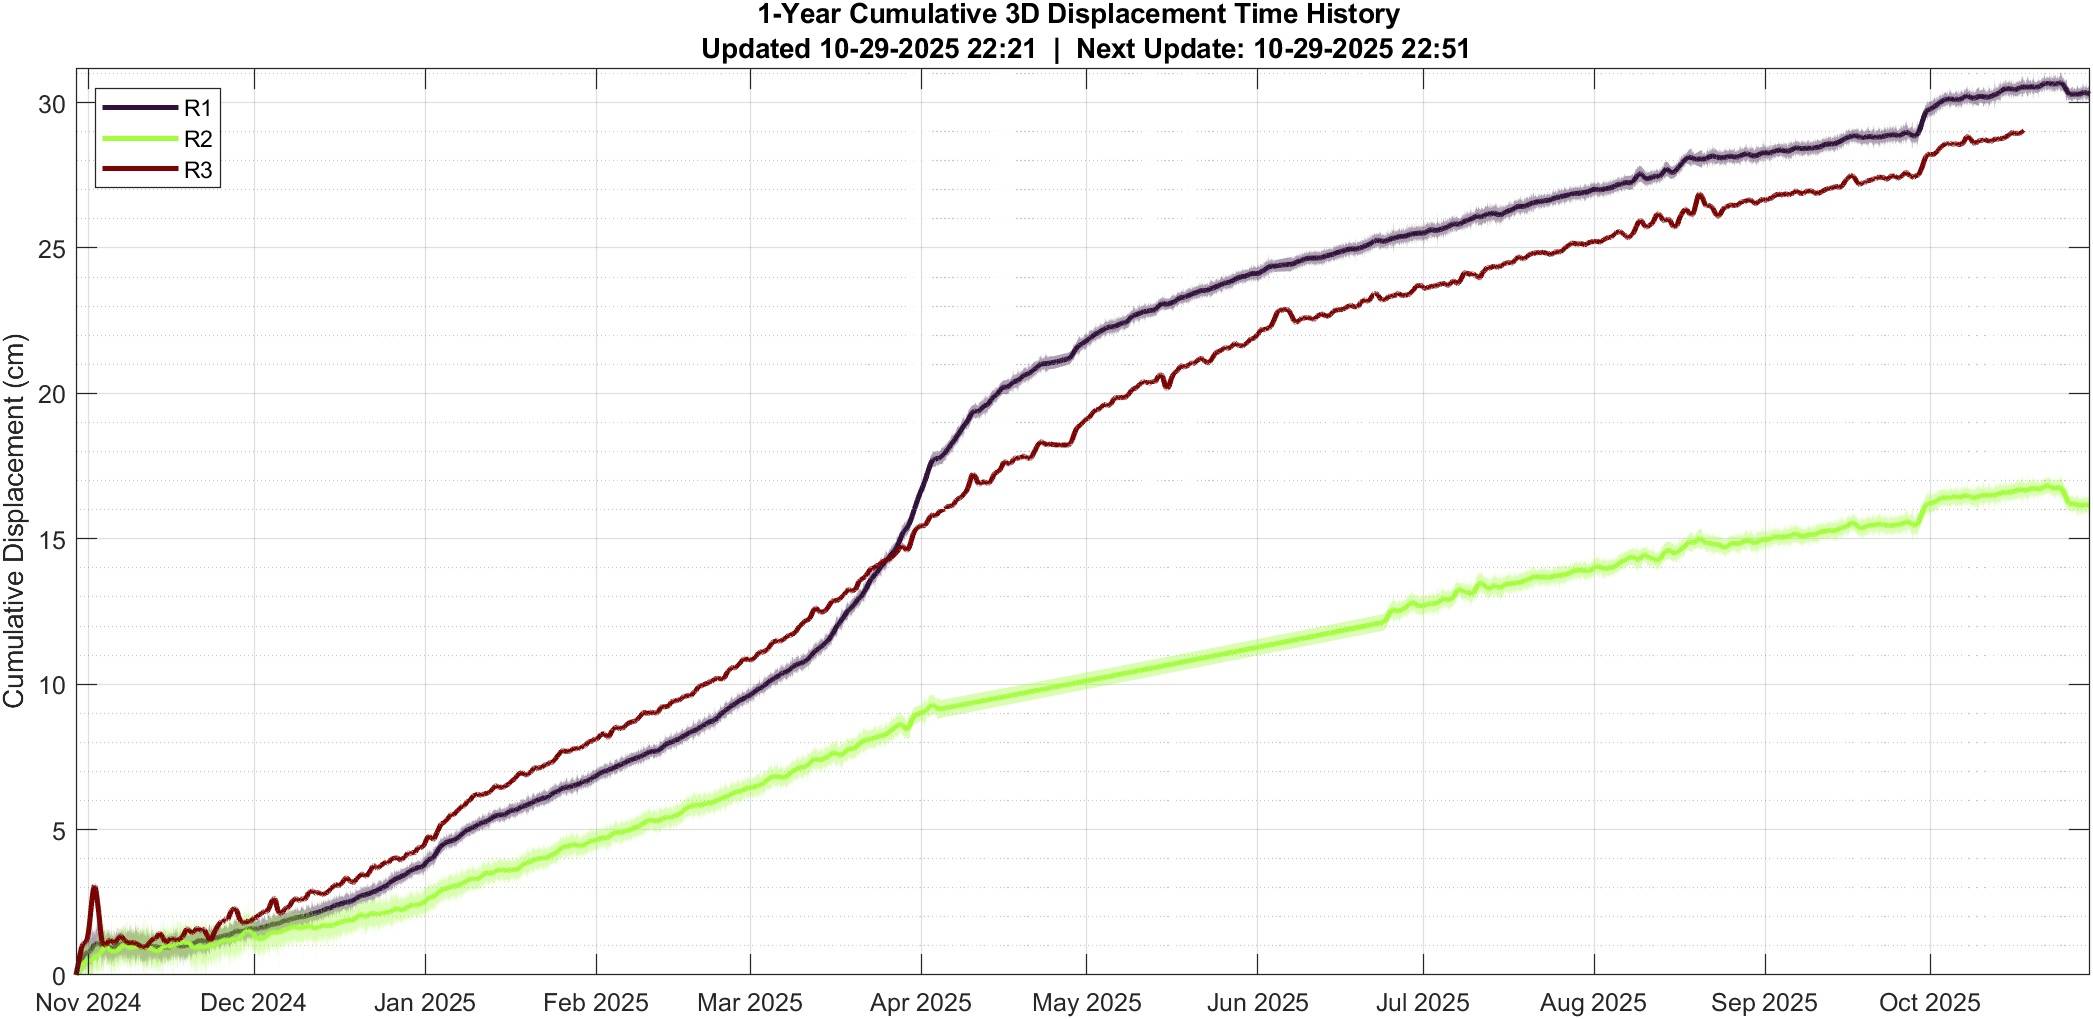 1-Year Cumulative 3D Displacement Time History
Updated 10-29-2025 22:21 | Next Update: 10-29-2025 22:51
R1
R2
R3
Cumulative Displacement (cm)
30
25
20
15
10
5
0
Nov 2024 Dec 2024 Jan 2025 Feb 2025 Mar 2025 Apr 2025 May 2025 Jun 2025 Jul 2025 Aug 2025 Sep 2025 Oct 2025